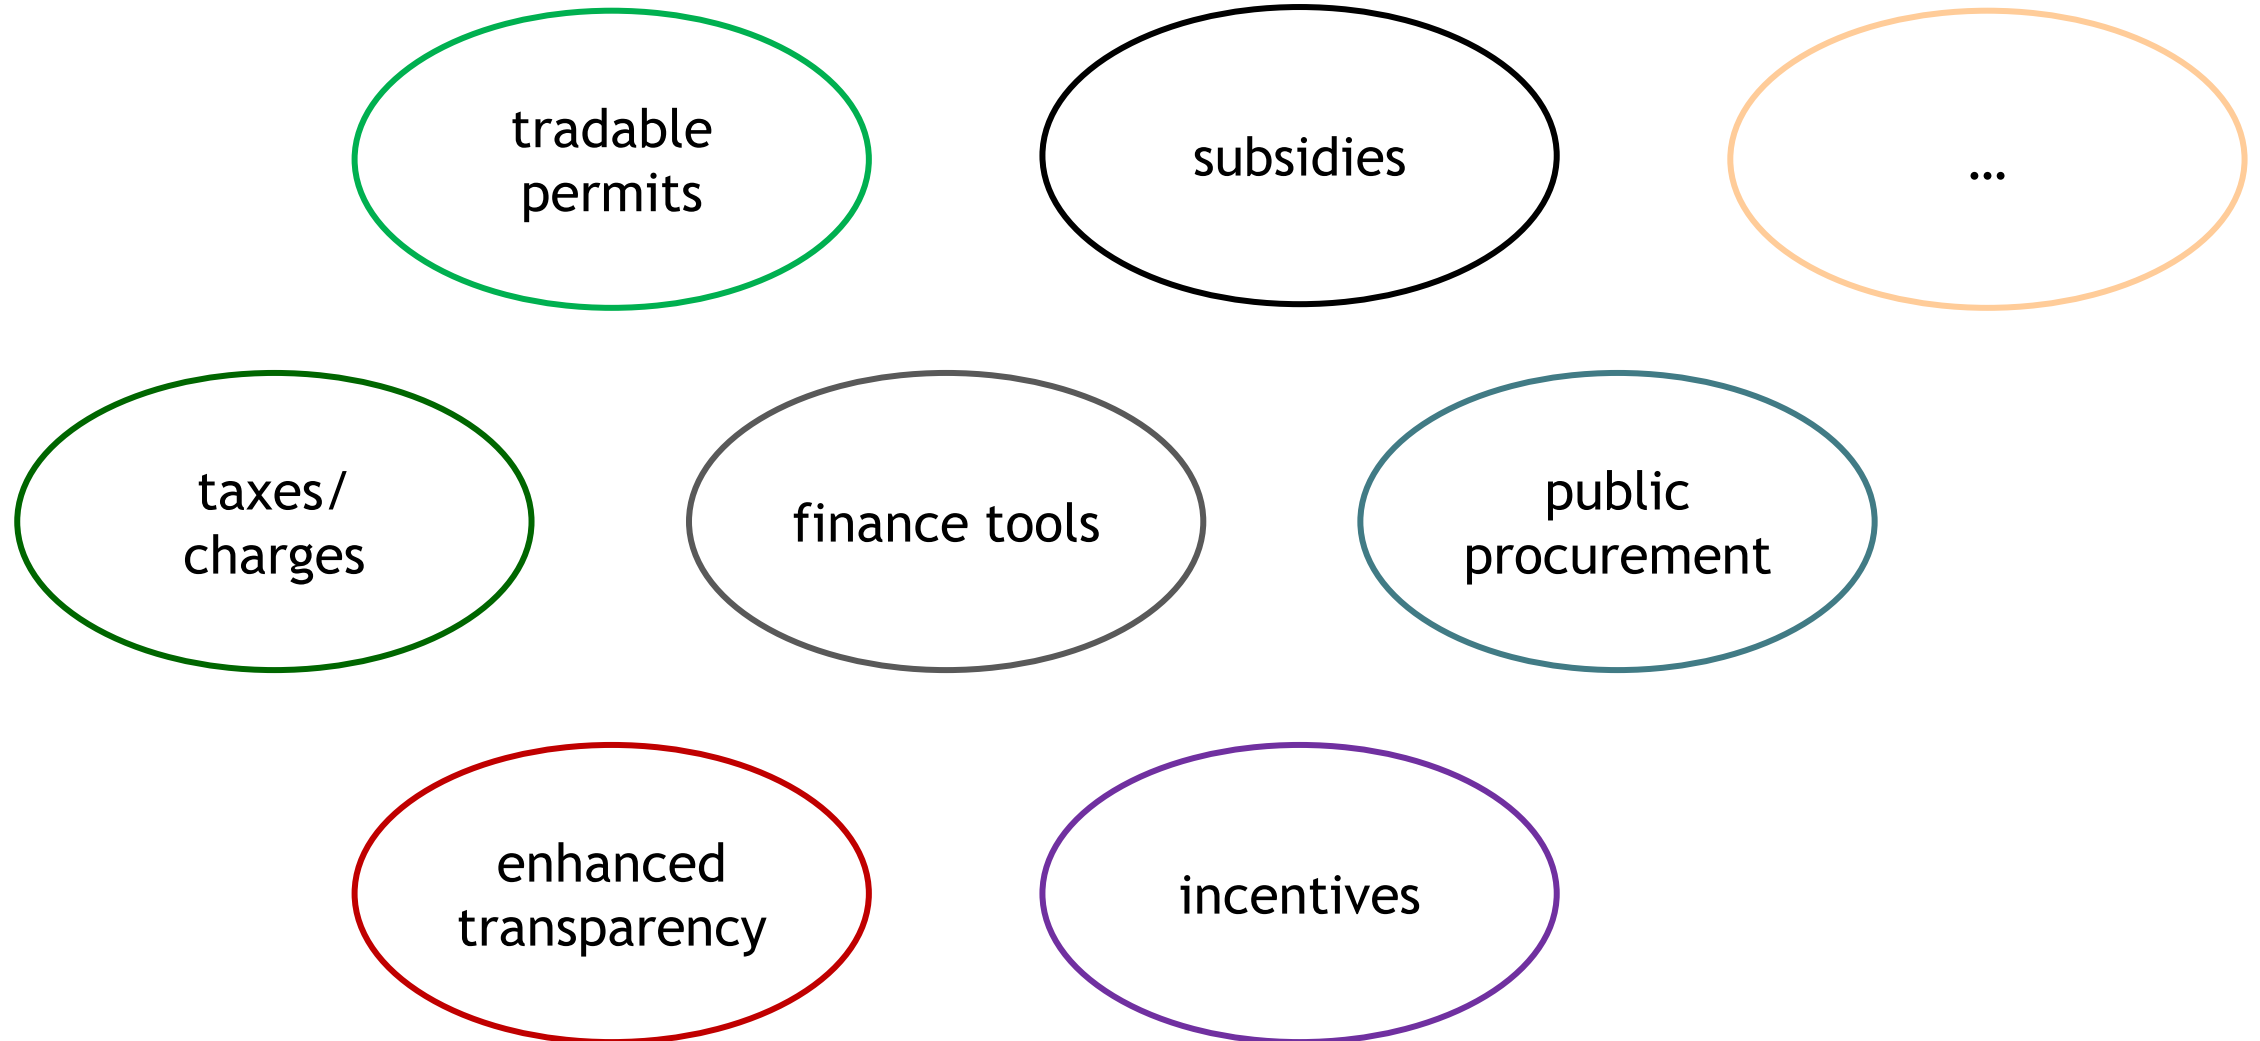 tradable
permits
subsidies
…
taxes/
charges
finance tools
public
procurement
enhanced
transparency
incentives